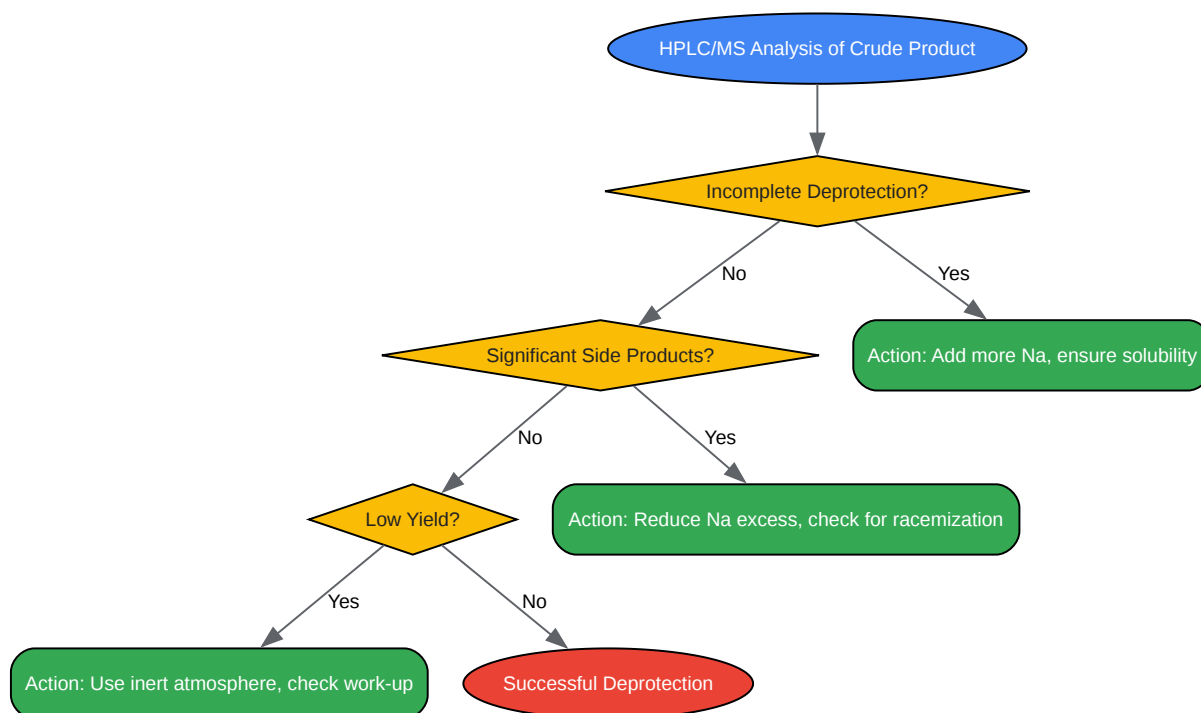 HPLC/MS Analysis of Crude Product
Incomplete Deprotection?
No
Yes
Significant Side Products?
Action: Add more Na, ensure solubility
No
Yes
Low Yield?
Action: Reduce Na excess, check for racemization
Yes
No
Action: Use inert atmosphere, check work-up
Successful Deprotection